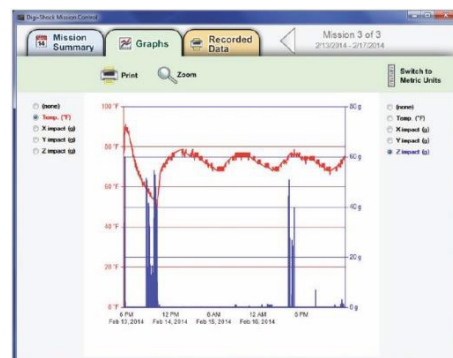 Digi-Shock Mission Control
14
Mission
Summary
Graphs
Recorded
Data
Mission 3 of 3
2/13/2014 - 2/17/2014
Print
Zoom
Switch to
Metric Units
(none)
Temp. (°F)
X impact (g)
Y impact (g)
Z impact (g)
100 °F
80 °F
60 °F
40 °F
20 °F
0 °F
80 g
60 g
40 g
20 g
0 g
(none)
Temp. (°F)
X impact (g)
Y impact (g)
Z impact (g)
6 PM
Feb 13, 2014
12 PM
Feb 14, 2014
6 AM
Feb 15, 2014
12 AM
Feb 16, 2014
6 PM